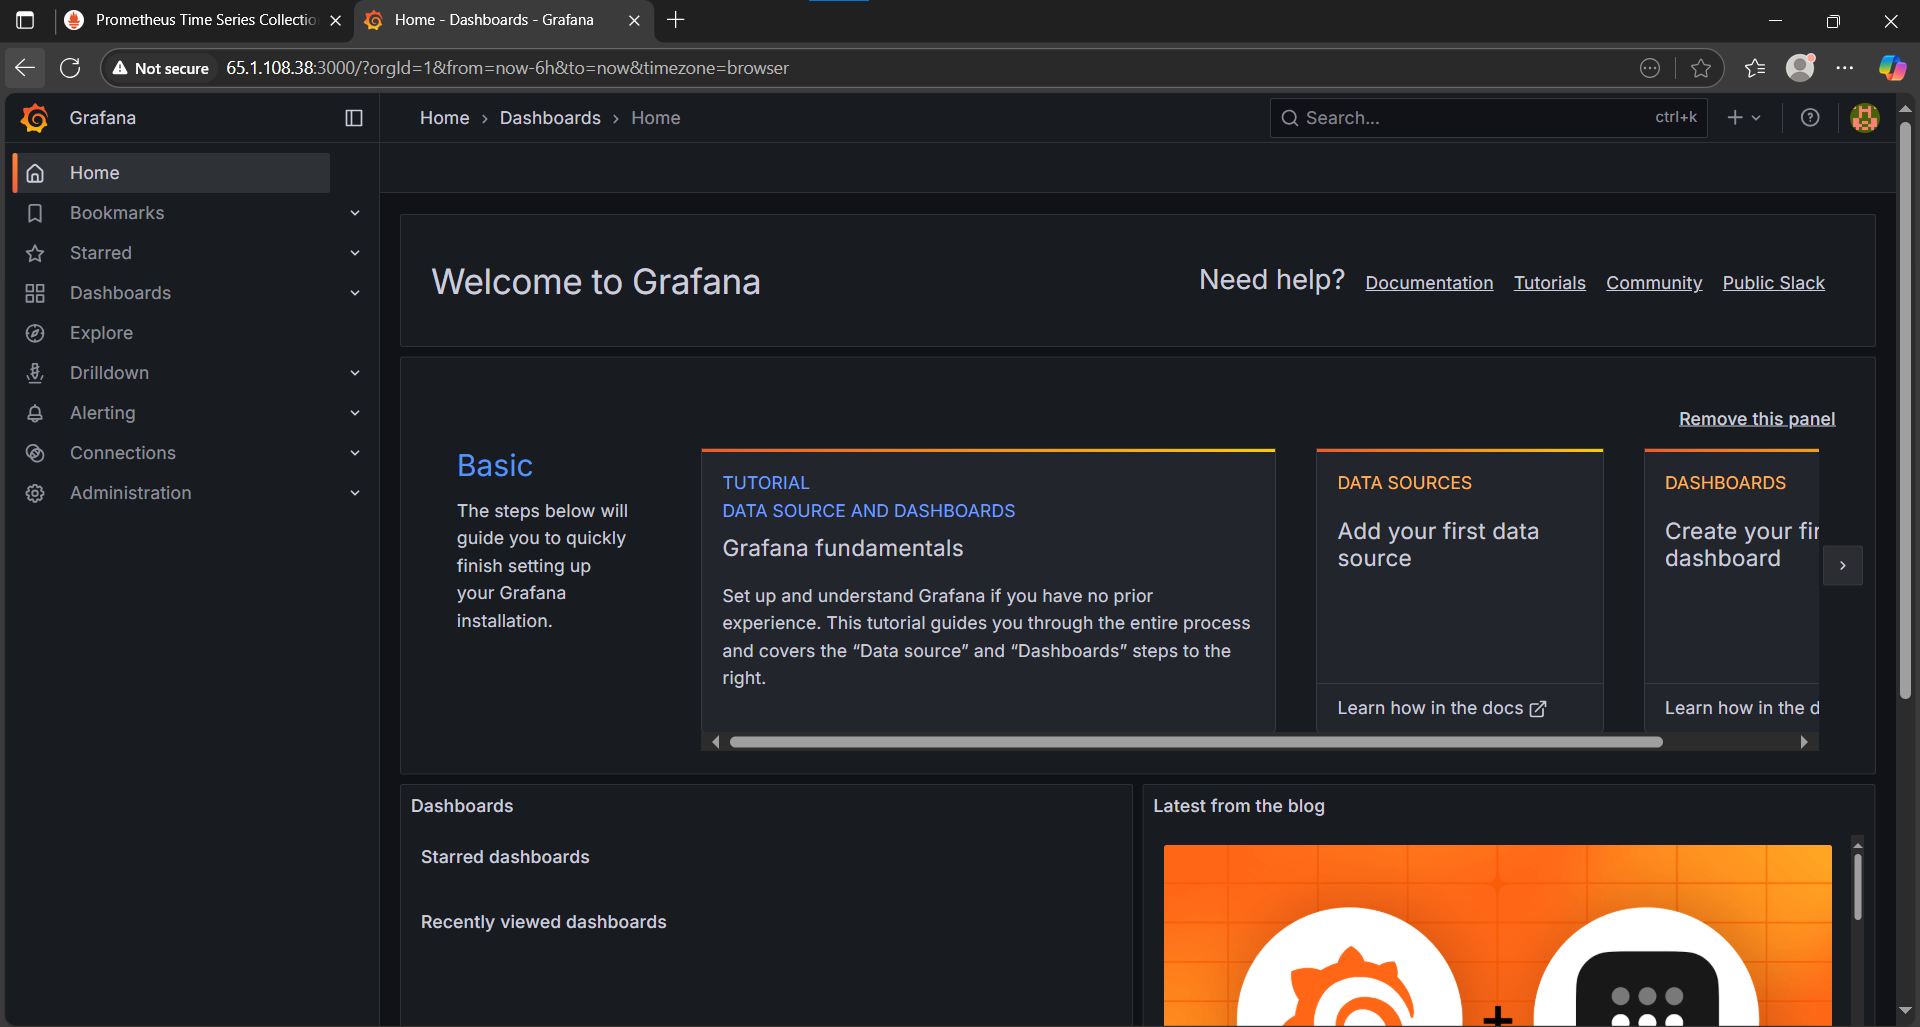 Prometheus Time Series Collectio
Home - Dashboards - Grafana
Not secure
65.1.108.38:3000/?orgId=1&from=now-6h&to=now&timezone=browser
Grafana
Home › Dashboards › Home
Search...
ctrl+k
Home
Bookmarks
Starred
Dashboards
Explore
Drilldown
Alerting
Connections
Administration
Welcome to Grafana
Need help?
Documentation
Tutorials
Community
Public Slack
Remove this panel
Basic
The steps below will
guide you to quickly
finish setting up
your Grafana
installation.
TUTORIAL
DATA SOURCE AND DASHBOARDS
Grafana fundamentals
Set up and understand Grafana if you have no prior
experience. This tutorial guides you through the entire process
and covers the “Data source” and “Dashboards” steps to the
right.
DATA SOURCES
Add your first data
source
Learn how in the docs
DASHBOARDS
Create your fir
dashboard
Learn how in the d
Dashboards
Starred dashboards
Recently viewed dashboards
Latest from the blog